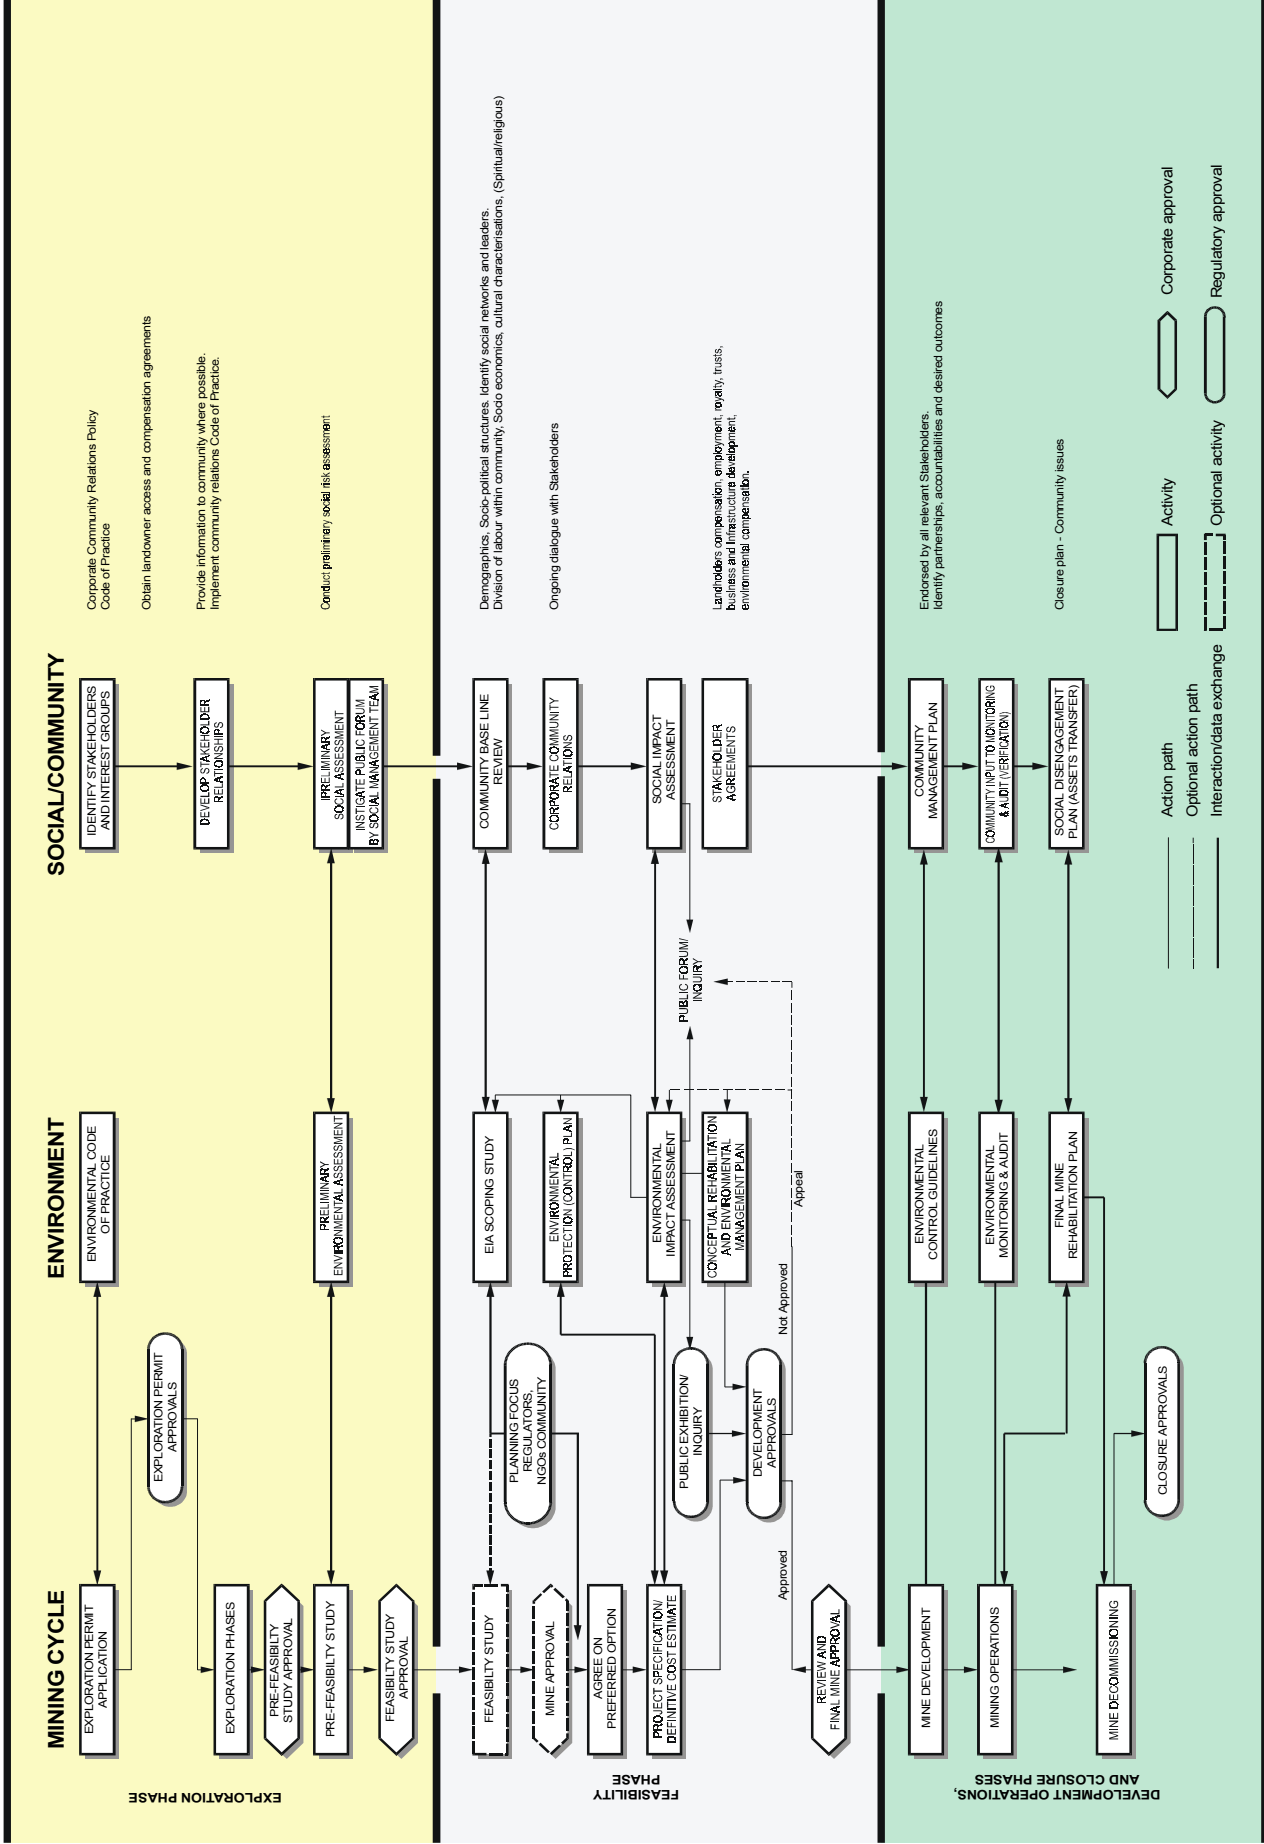 MINING CYCLE
ENVIRONMENT
SOCIAL/COMMUNITY
EXPLORATION PHASE
EXPLORATION PERMIT
APPLICATION
ENVIRONMENTAL CODE
OF PRACTICE
IDENTIFY STAKEHOLDERS
AND INTEREST GROUPS
Corporate Community Relations Policy
Code of Practice
EXPLORATION PERMIT
APPROVALS
Obtain landowner access and compensation agreements
EXPLORATION PHASES
DEVELOP STAKEHOLDER
RELATIONSHIPS
Provide information to community where possible.
Implement community relations Code of Practice.
PRE-FEASIBILTY
STUDY APPROVAL
PRE-FEASIBILTY STUDY
PRELIMINARY
ENVIRONMENTAL ASSESSMENT
IPRELIMINARY
SOCIAL ASSESSMENT
INSTIGATE PUBLIC FORUM
BY SOCIAL MANAGEMENT TEAM
Conduct preliminary social risk assessment
FEASIBILTY STUDY
APPROVAL
FEASIBILITY
PHASE
FEASIBILTY STUDY
EIA SCOPING STUDY
COMMUNITY BASE LINE
REVIEW
Demographics, Socio-political structures. Identify social networks and leaders.
Division of labour within community, Socio economics, cultural characterisations, (Spiritual/religious)
PLANNING FOCUS
REGULATORS,
NGOs COMMUNITY
MINE APPROVAL
ENVIRONMENTAL
PROTECTION (CONTROL) PLAN
CORPORATE COMMUNITY
RELATIONS
Ongoing dialogue with Stakeholders
AGREE ON
PREFERRED OPTION
PROJECT SPECIFICATION/
DEFINITIVE COST ESTIMATE
ENVIRONMENTAL
IMPACT ASSESSMENT
SOCIAL IMPACT
ASSESSMENT
PUBLIC EXHIBITION/
INQUIRY
PUBLIC FORUM/
INQUIRY
CONCEPTUAL REHABILITATION
AND ENVIRONMENTAL
MANAGEMENT PLAN
STAKEHOLDER
AGREEMENTS
Landholders compensation, employment, royalty, trusts,
business and Infrastructure development,
environmental compensation.
DEVELOPMENT
APPROVALS
Approved
Not Approved
Appeal
REVIEW AND
FINAL MINE APPROVAL
DEVELOPMENT OPERATIONS,
AND CLOSURE PHASES
MINE DEVELOPMENT
ENVIRONMENTAL
CONTROL GUIDELINES
COMMUNITY
MANAGEMENT PLAN
Endorsed by all relevant Stakeholders.
Identify partnerships, accountabilities and desired outcomes
MINING OPERATIONS
ENVIRONMENTAL
MONITORING & AUDIT
COMMUNITY INPUT TO MONITORING
& AUDIT (VERIFICATION)
FINAL MINE
REHABILITATION PLAN
SOCIAL DISENGAGEMENT
PLAN (ASSETS TRANSFER)
Closure plan - Community issues
MINE DECOMMISSIONING
CLOSURE APPROVALS
Action path
Optional action path
Interaction/data exchange
Activity
Optional activity
Corporate approval
Regulatory approval